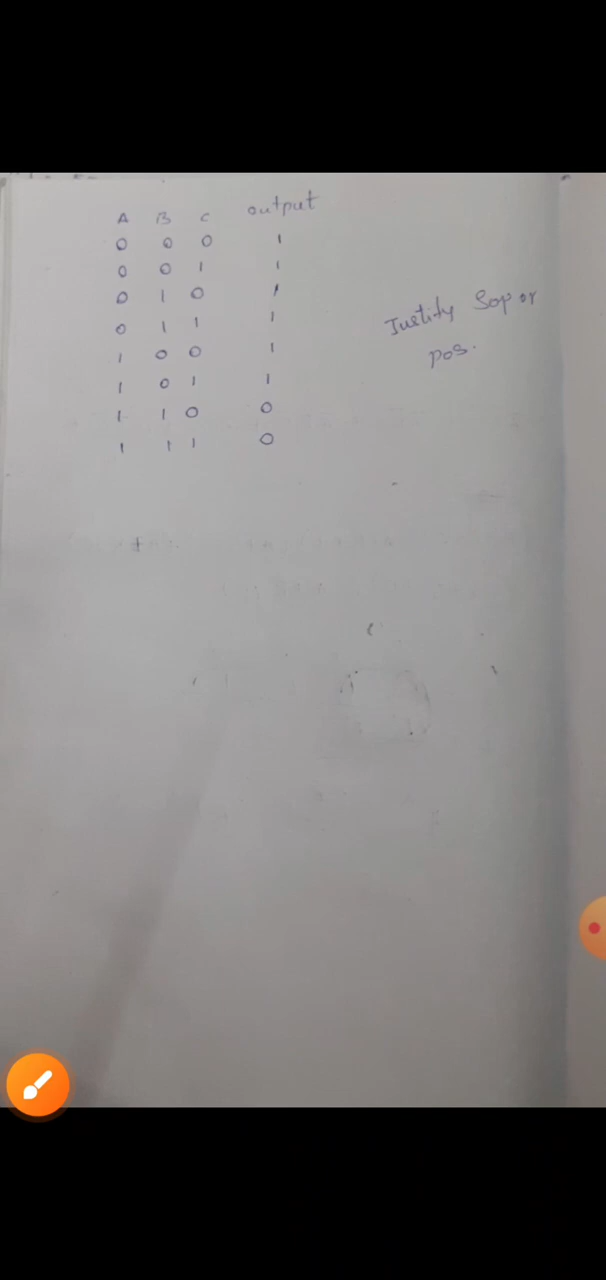 A B C output
0 0 0 1
0 0 1 1
0 1 0 1
0 1 1 1
1 0 0 1
1 0 1 1
1 1 0 0
1 1 1 0
Justify Sop or
pos.